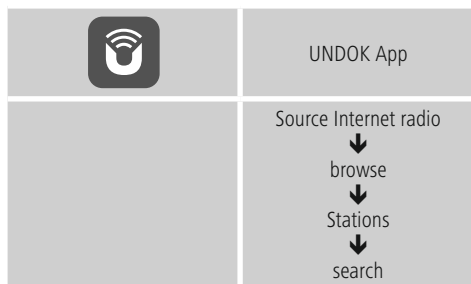 UNDOK App
Source Internet radio
🡻
browse
🡻
Stations
🡻
search